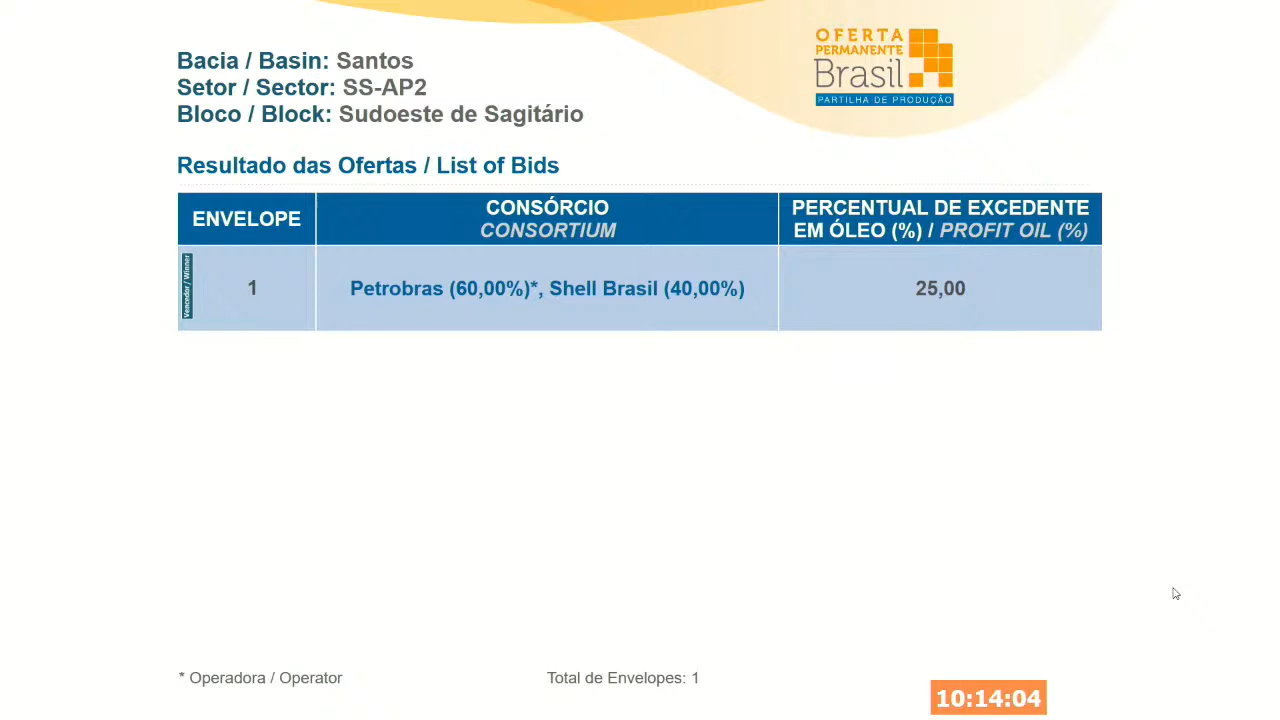 OFERTA
PERMANENTE
Brasil
PARTILHA DE PRODUÇÃO
Bacia / Basin: Santos
Setor / Sector: SS-AP2
Bloco / Block: Sudoeste de Sagitário
Resultado das Ofertas / List of Bids
ENVELOPE
CONSÓRCIO
CONSORTIUM
PERCENTUAL DE EXCEDENTE
EM ÓLEO (%) / PROFIT OIL (%)
Vencedor / Winner
1
Petrobras (60,00%)*, Shell Brasil (40,00%)
25,00
* Operadora / Operator
Total de Envelopes: 1
10:14:04